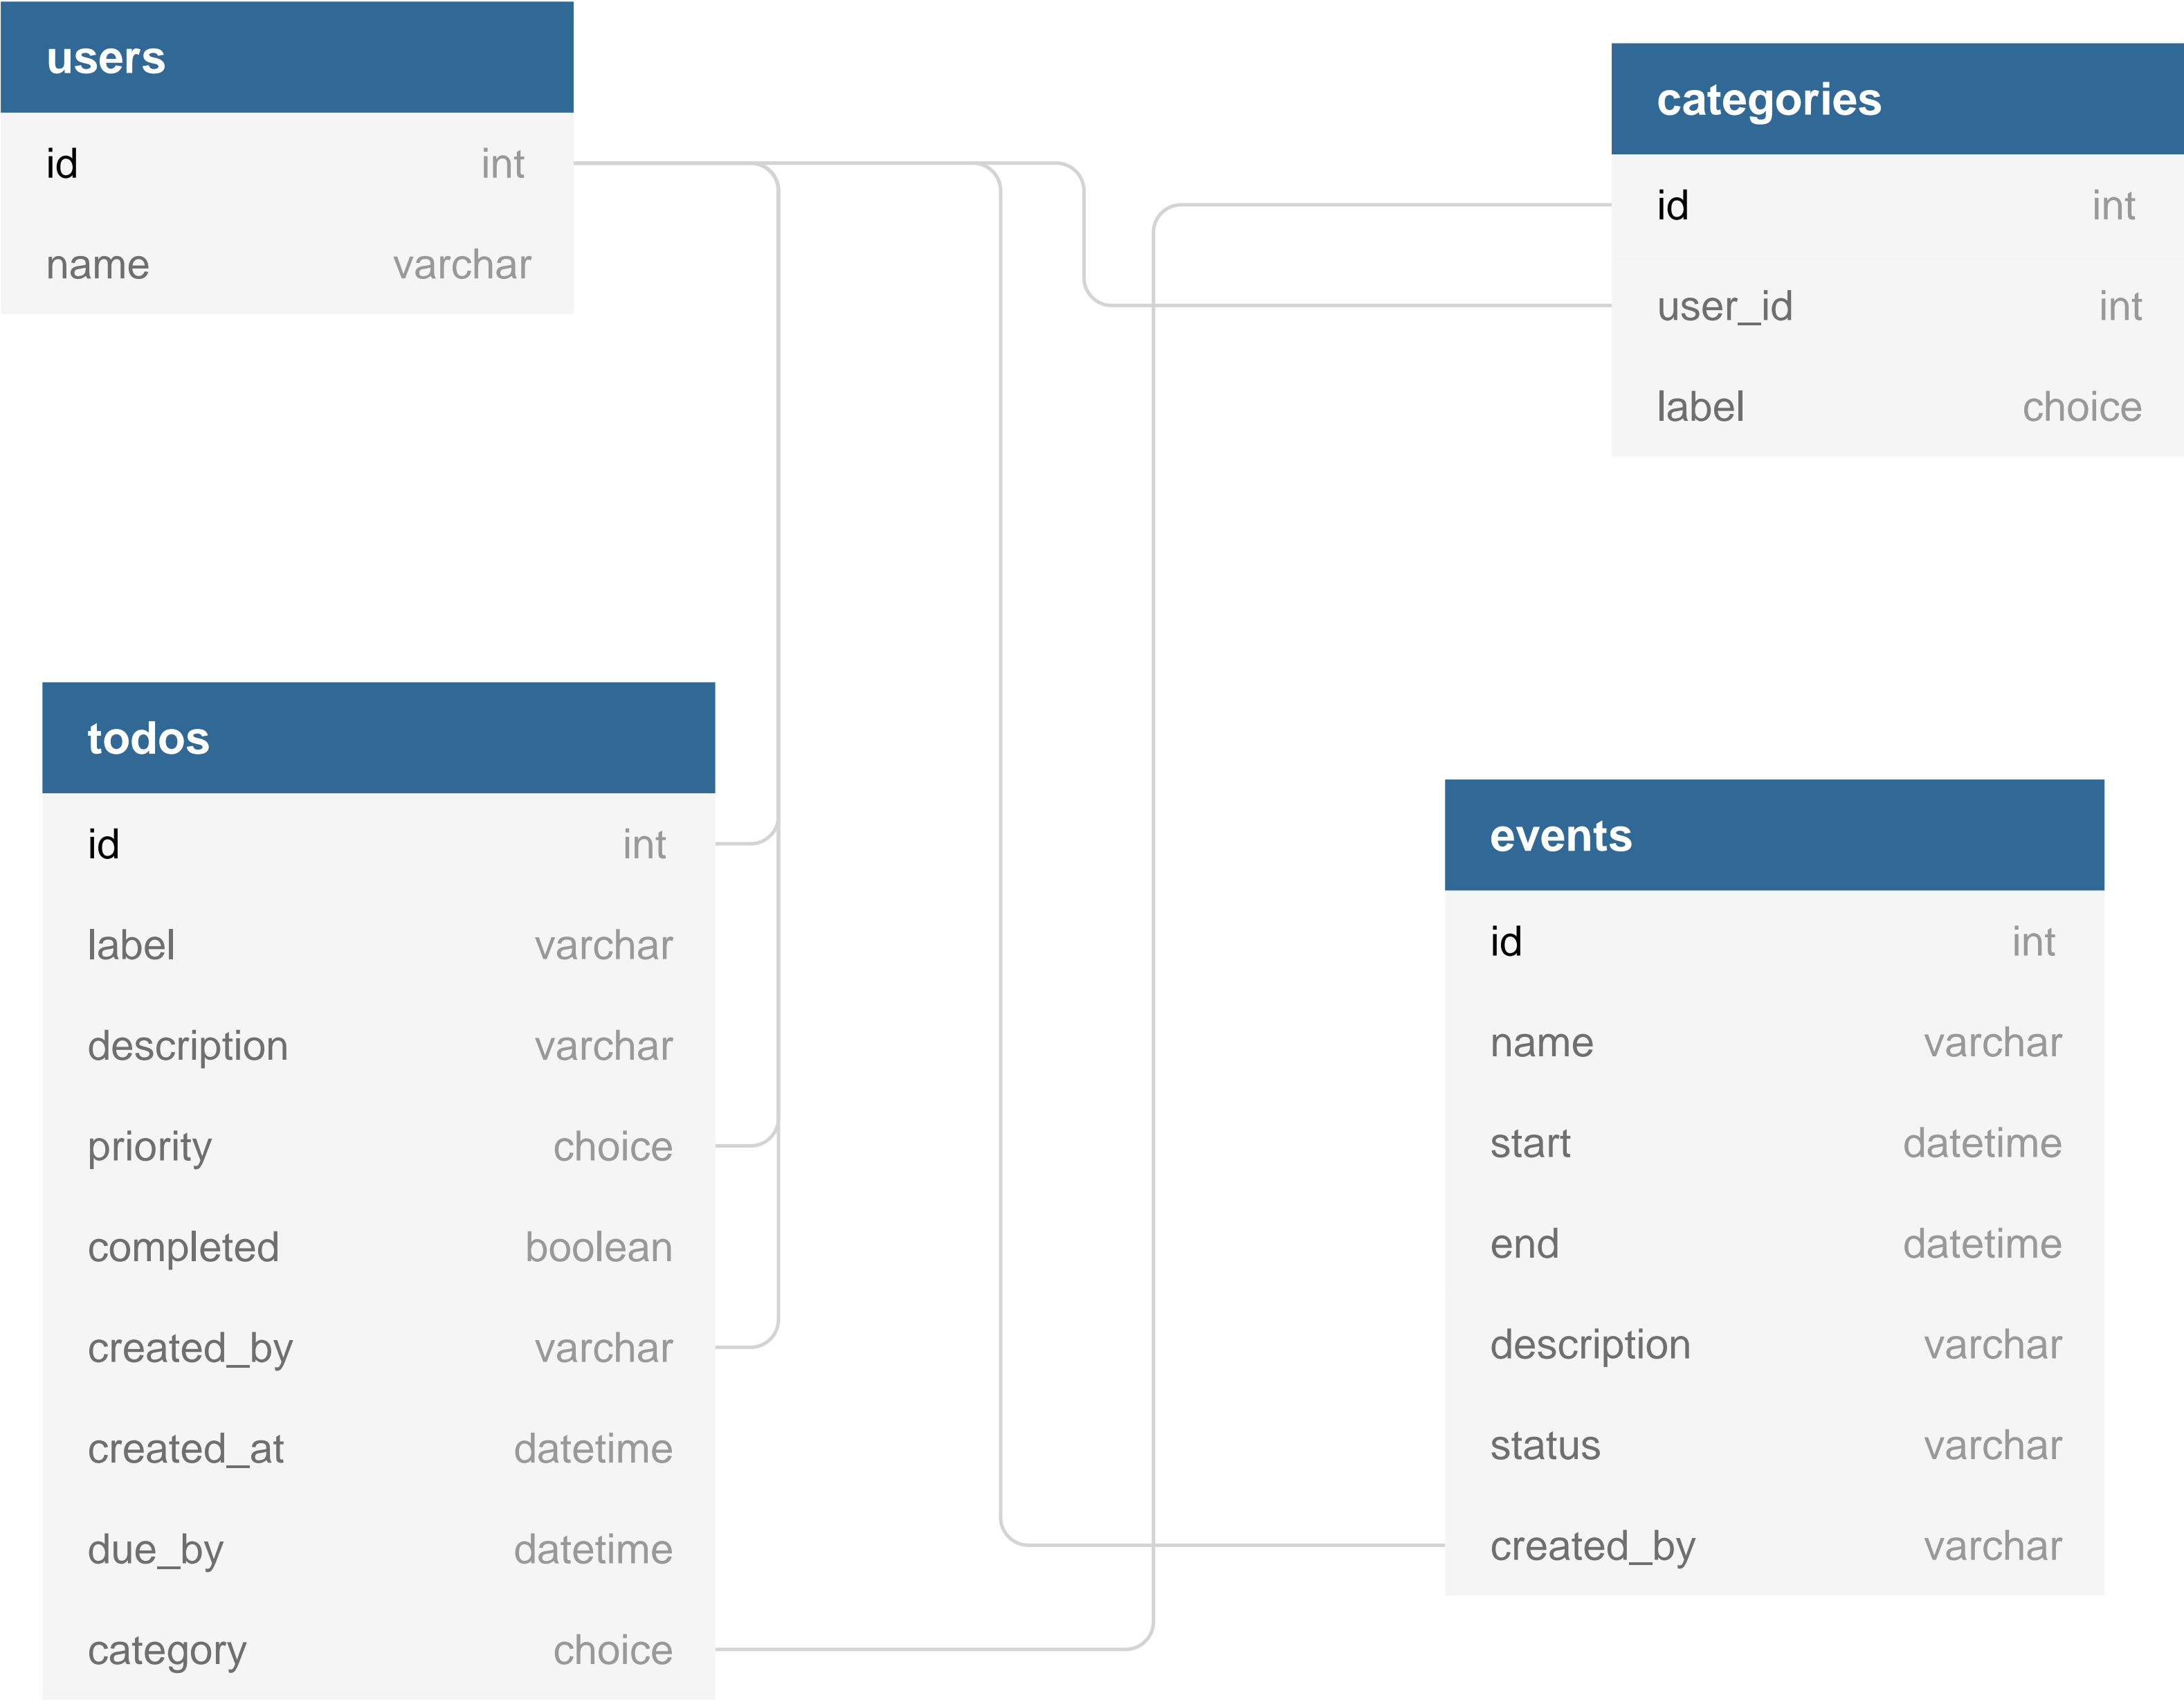 users
id int
name varchar
categories
id int
user_id int
label choice
todos
id int
label varchar
description varchar
priority choice
completed boolean
created_by varchar
created_at datetime
due_by datetime
category choice
events
id int
name varchar
start datetime
end datetime
description varchar
status varchar
created_by varchar